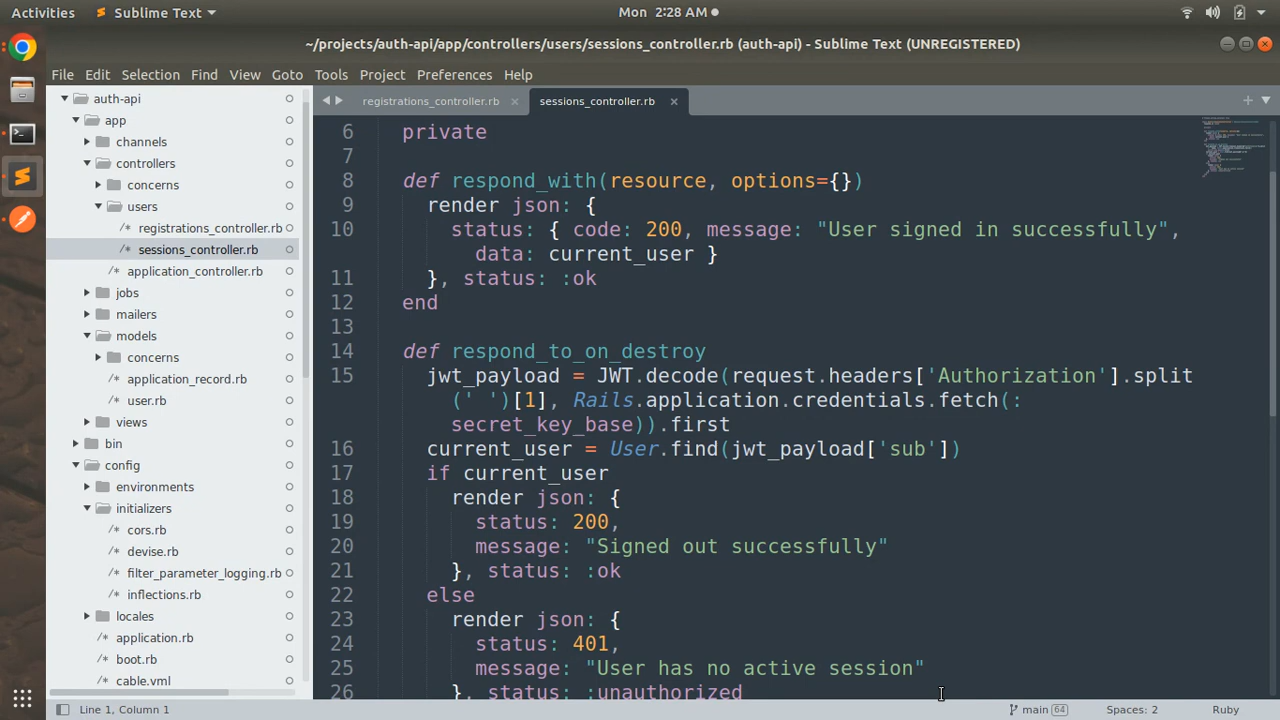 Activities
Sublime Text
Mon 2:28 AM
~/projects/auth-api/app/controllers/users/sessions_controller.rb (auth-api) - Sublime Text (UNREGISTERED)
File Edit Selection Find View Goto Tools Project Preferences Help
auth-api
app
channels
controllers
concerns
users
/* registrations_controller.rb
/* sessions_controller.rb
/* application_controller.rb
jobs
mailers
models
concerns
/* application_record.rb
/* user.rb
views
bin
config
environments
initializers
/* cors.rb
/* devise.rb
/* filter_parameter_logging.rb
/* inflections.rb
locales
/* application.rb
/* boot.rb
/* cable.yml
registrations_controller.rb ×
sessions_controller.rb ×
6 private
7
8 def respond_with(resource, options={})
9 render json: {
10 status: { code: 200, message: "User signed in successfully",
data: current_user }
11 }, status: :ok
12 end
13
14 def respond_to_on_destroy
15 jwt_payload = JWT.decode(request.headers['Authorization'].split
(' ')[1], Rails.application.credentials.fetch(:
secret_key_base)).first
16 current_user = User.find(jwt_payload['sub'])
17 if current_user
18 render json: {
19 status: 200,
20 message: "Signed out successfully"
21 }, status: :ok
22 else
23 render json: {
24 status: 401,
25 message: "User has no active session"
26 }, status: :unauthorized
Line 1, Column 1
main 64
Spaces: 2
Ruby